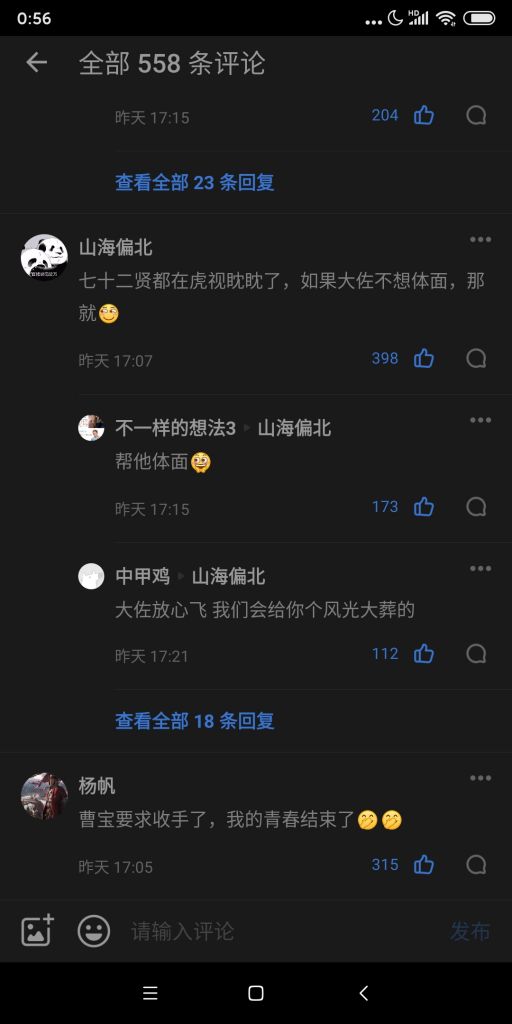 0:56
HD
全部 558 条评论
昨天 17:15
204
查看全部 23 条回复
山海偏北
七十二贤都在虎视眈眈了，如果大佐不想体面，那
就
昨天 17:07
398
不一样的想法3 山海偏北
帮他体面
昨天 17:15
173
中甲鸡 山海偏北
大佐放心飞 我们会给你个风光大葬的
昨天 17:21
112
查看全部 18 条回复
杨帆
曹宝要求收手了，我的青春结束了
昨天 17:05
315
请输入评论
发布